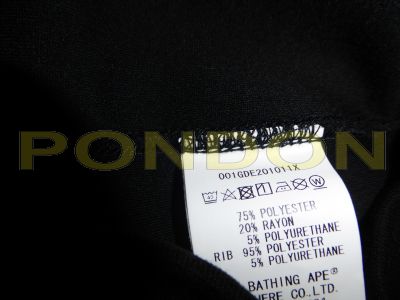 PONDON
001GDE201011X
75% POLYESTER
20% RAYON
5% POLYURETHANE
RIB 95% POLYESTER
5% POLYURETHANE
BATHING APE®
CO.,LTD.